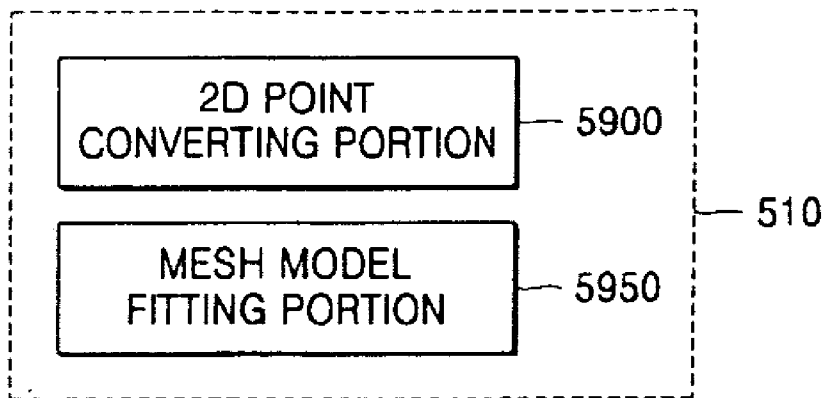 2D POINT
CONVERTING PORTION
5900
510
MESH MODEL
FITTING PORTION
5950